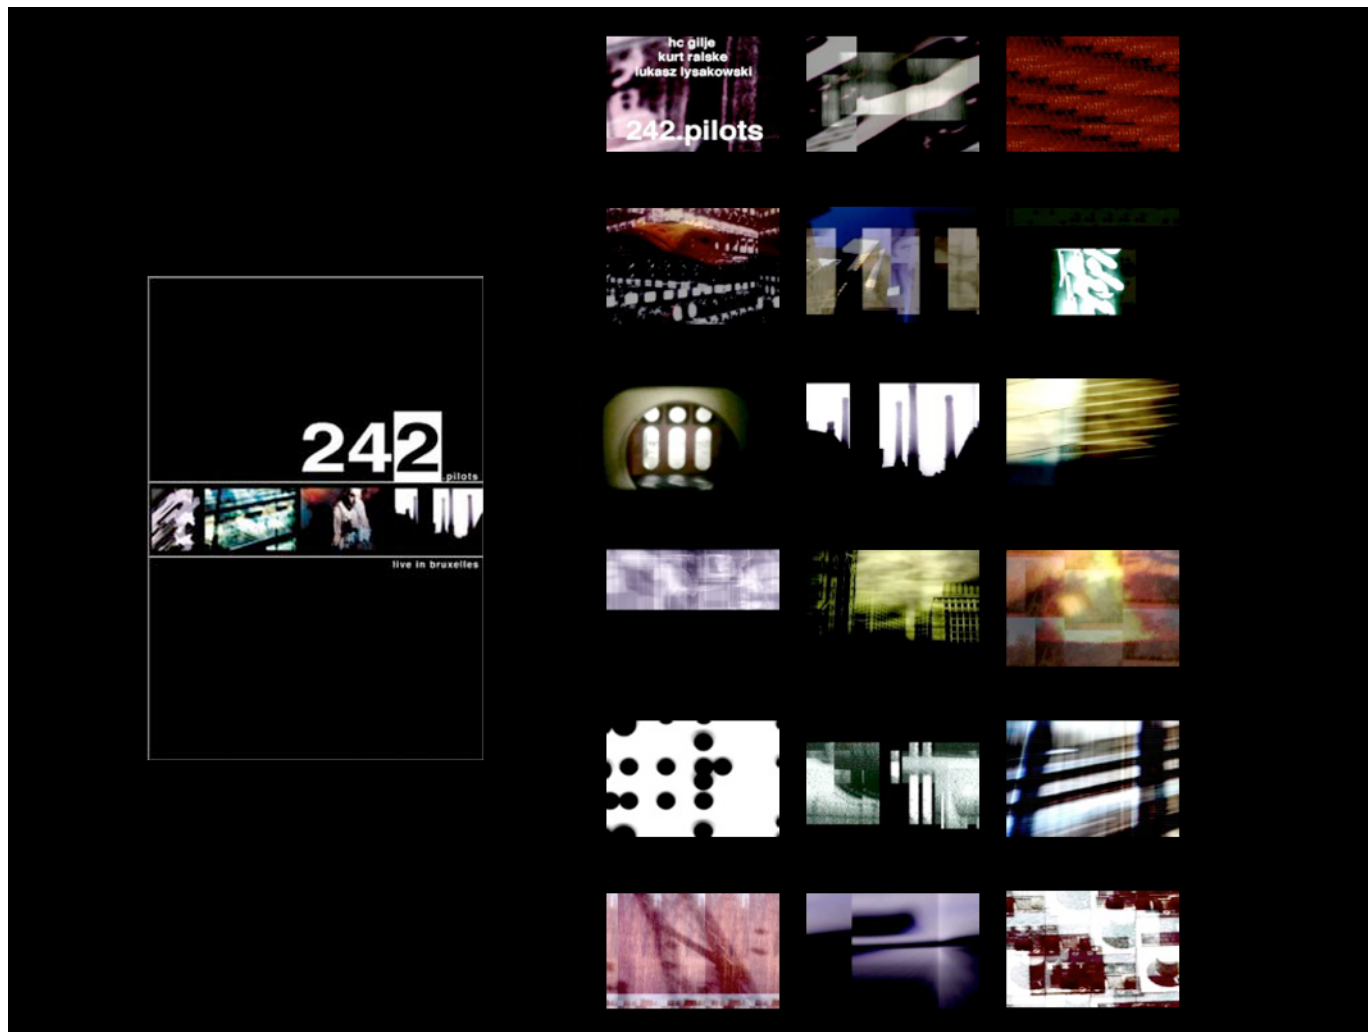 242
.pilots
live in bruxelles
hc gilje
kurt ralske
lukasz lysakowski
242.pilots